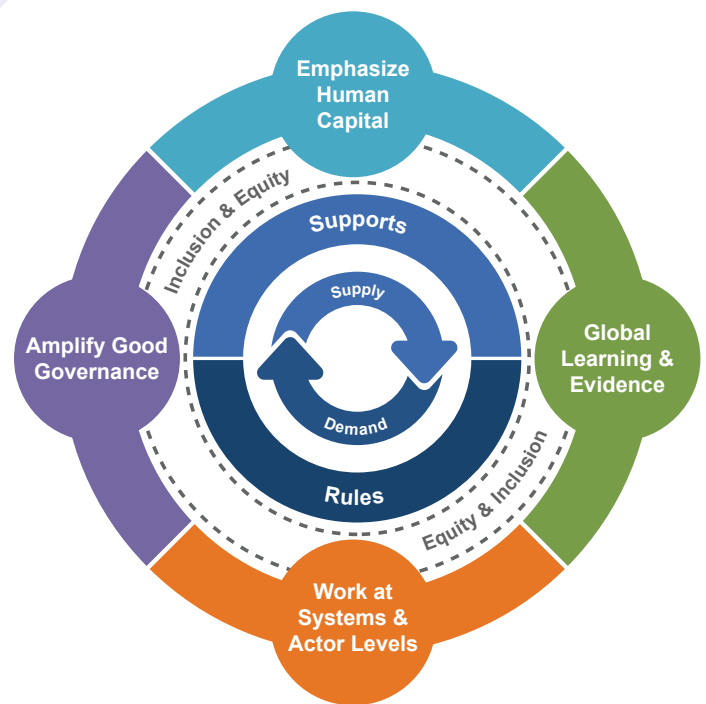 Emphasize
Human
Capital
Inclusion & Equity
Supports
Supply
Amplify Good
Governance
Global
Learning &
Evidence
Demand
Rules
Equity & Inclusion
Work at
Systems &
Actor Levels